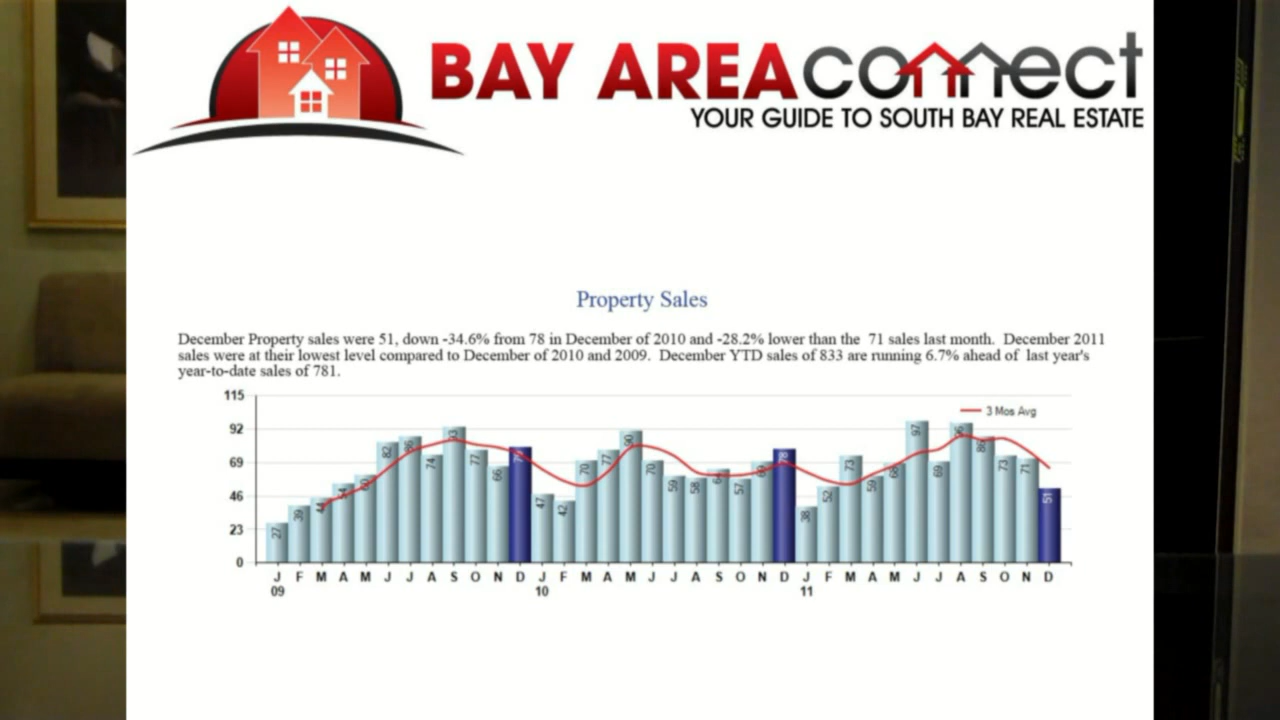 BAY AREA connect
YOUR GUIDE TO SOUTH BAY REAL ESTATE
Property Sales
December Property sales were 51, down -34.6% from 78 in December of 2010 and -28.2% lower than the 71 sales last month. December 2011
sales were at their lowest level compared to December of 2010 and 2009. December YTD sales of 833 are running 6.7% ahead of last year's
year-to-date sales of 781.
115
92
69
46
23
0
3 Mos Avg
27 39 44 54 60 82 86 74 93 77 66 47 42 70 77 90 70 59 58 64 57 69 78 38 52 73 59 68 97 69 96 86 73 71 51
J F M A M J J A S O N D J F M A M J J A S O N D J F M A M J J A S O N D
09 10 11